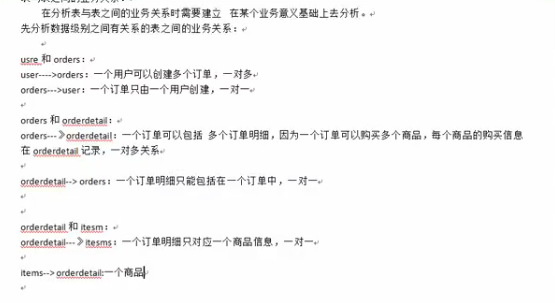 在分析表与表之间的业务关系时需要建立 在某个业务意义基础上去分析。
先分析数据级别之间有关系的表之间的业务关系：
usre 和 orders：
user---->orders：一个用户可以创建多个订单，一对多
orders--->user：一个订单只由一个用户创建，一对一
orders 和 orderdetail：
orders---》orderdetail：一个订单可以包括 多个订单明细，因为一个订单可以购买多个商品，每个商品的购买信息
在 orderdetail 记录，一对多关系
orderdetail--> orders：一个订单明细只能包括在一个订单中，一对一
orderdetail 和 itesm：
orderdetail---》itesms：一个订单明细只对应一个商品信息，一对一
items--> orderdetail:一个商品